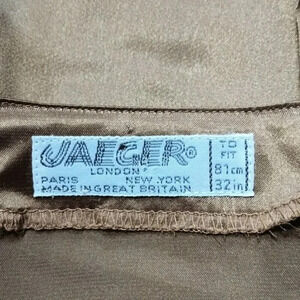 JAEGER®
LONDON
PARIS NEW YORK
MADE IN GREAT BRITAIN
TO
FIT
81cm
32in